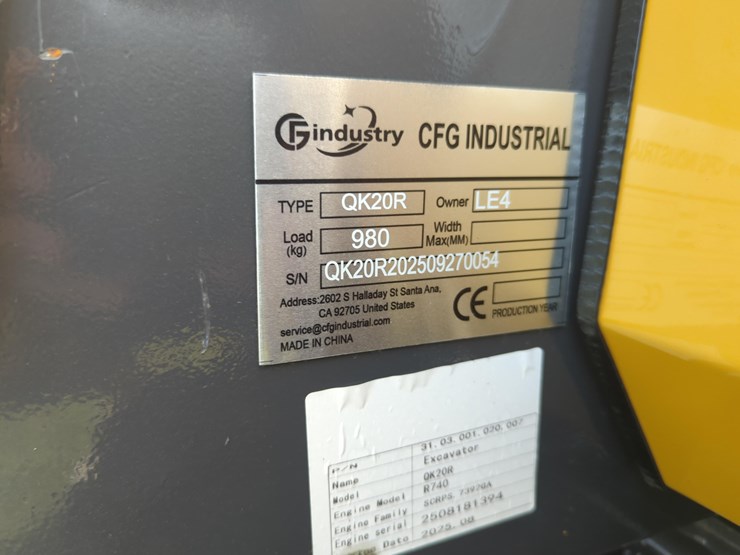 CFG industry CFG INDUSTRIAL
TYPE QK20R Owner LE4
Load (kg) 980 Width Max(MM)
S/N QK20R202509270054
Address:2602 S Halladay St Santa Ana,
CA 92705 United States
service@cfgindustrial.com
MADE IN CHINA
CE PRODUCTION YEAR
P/N 31.03.001.020.007
Name Excavator
Model QK20R
Engine Model R740
Engine Family
Engine serial 2508181394
Date 2025.08